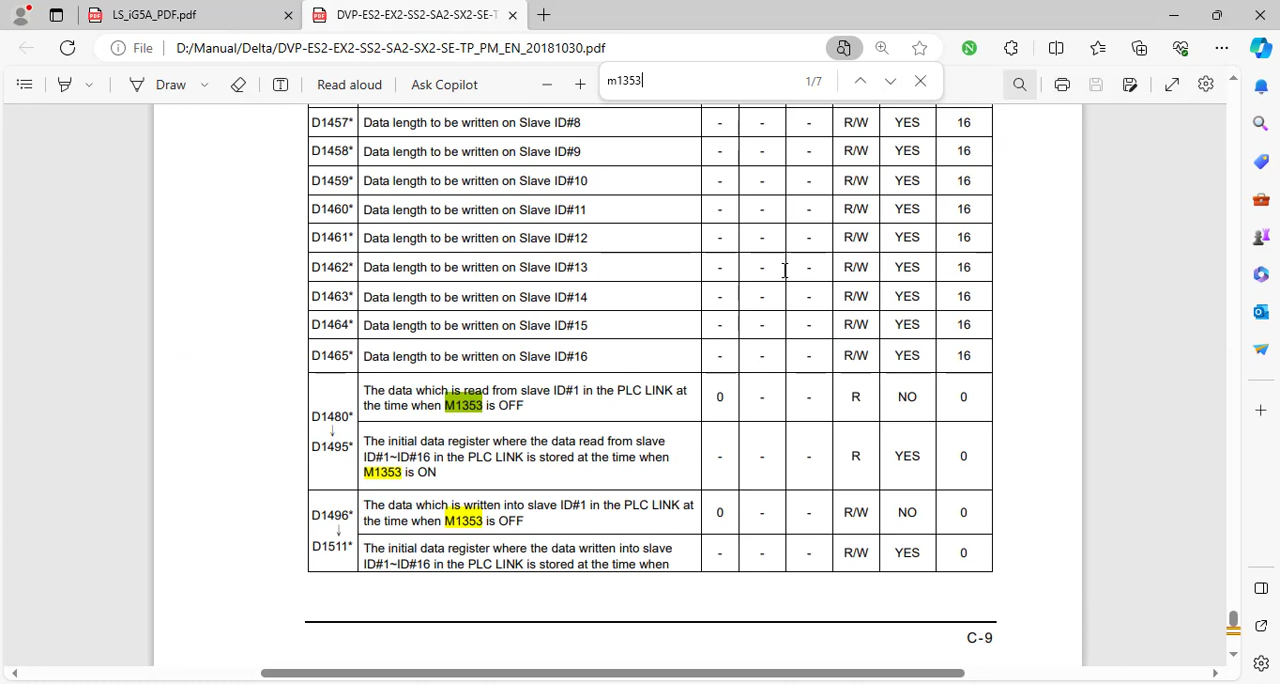 LS_iG5A_PDF.pdf
DVP-ES2-EX2-SS2-SA2-SX2-SE-T
File D:/Manual/Delta/DVP-ES2-EX2-SS2-SA2-SX2-SE-TP_PM_EN_20181030.pdf
Draw Read aloud Ask Copilot
m1353 1/7
D1457* Data length to be written on Slave ID#8 - - - R/W YES 16
D1458* Data length to be written on Slave ID#9 - - - R/W YES 16
D1459* Data length to be written on Slave ID#10 - - - R/W YES 16
D1460* Data length to be written on Slave ID#11 - - - R/W YES 16
D1461* Data length to be written on Slave ID#12 - - - R/W YES 16
D1462* Data length to be written on Slave ID#13 - - - R/W YES 16
D1463* Data length to be written on Slave ID#14 - - - R/W YES 16
D1464* Data length to be written on Slave ID#15 - - - R/W YES 16
D1465* Data length to be written on Slave ID#16 - - - R/W YES 16
D1480*
↓
D1495*
The data which is read from slave ID#1 in the PLC LINK at
the time when M1353 is OFF
0 - - R NO 0
The initial data register where the data read from slave
ID#1~ID#16 in the PLC LINK is stored at the time when
M1353 is ON
- - - R YES 0
D1496*
↓
D1511*
The data which is written into slave ID#1 in the PLC LINK at
the time when M1353 is OFF
0 - - R/W NO 0
The initial data register where the data written into slave
ID#1~ID#16 in the PLC LINK is stored at the time when
- - - R/W YES 0
C-9